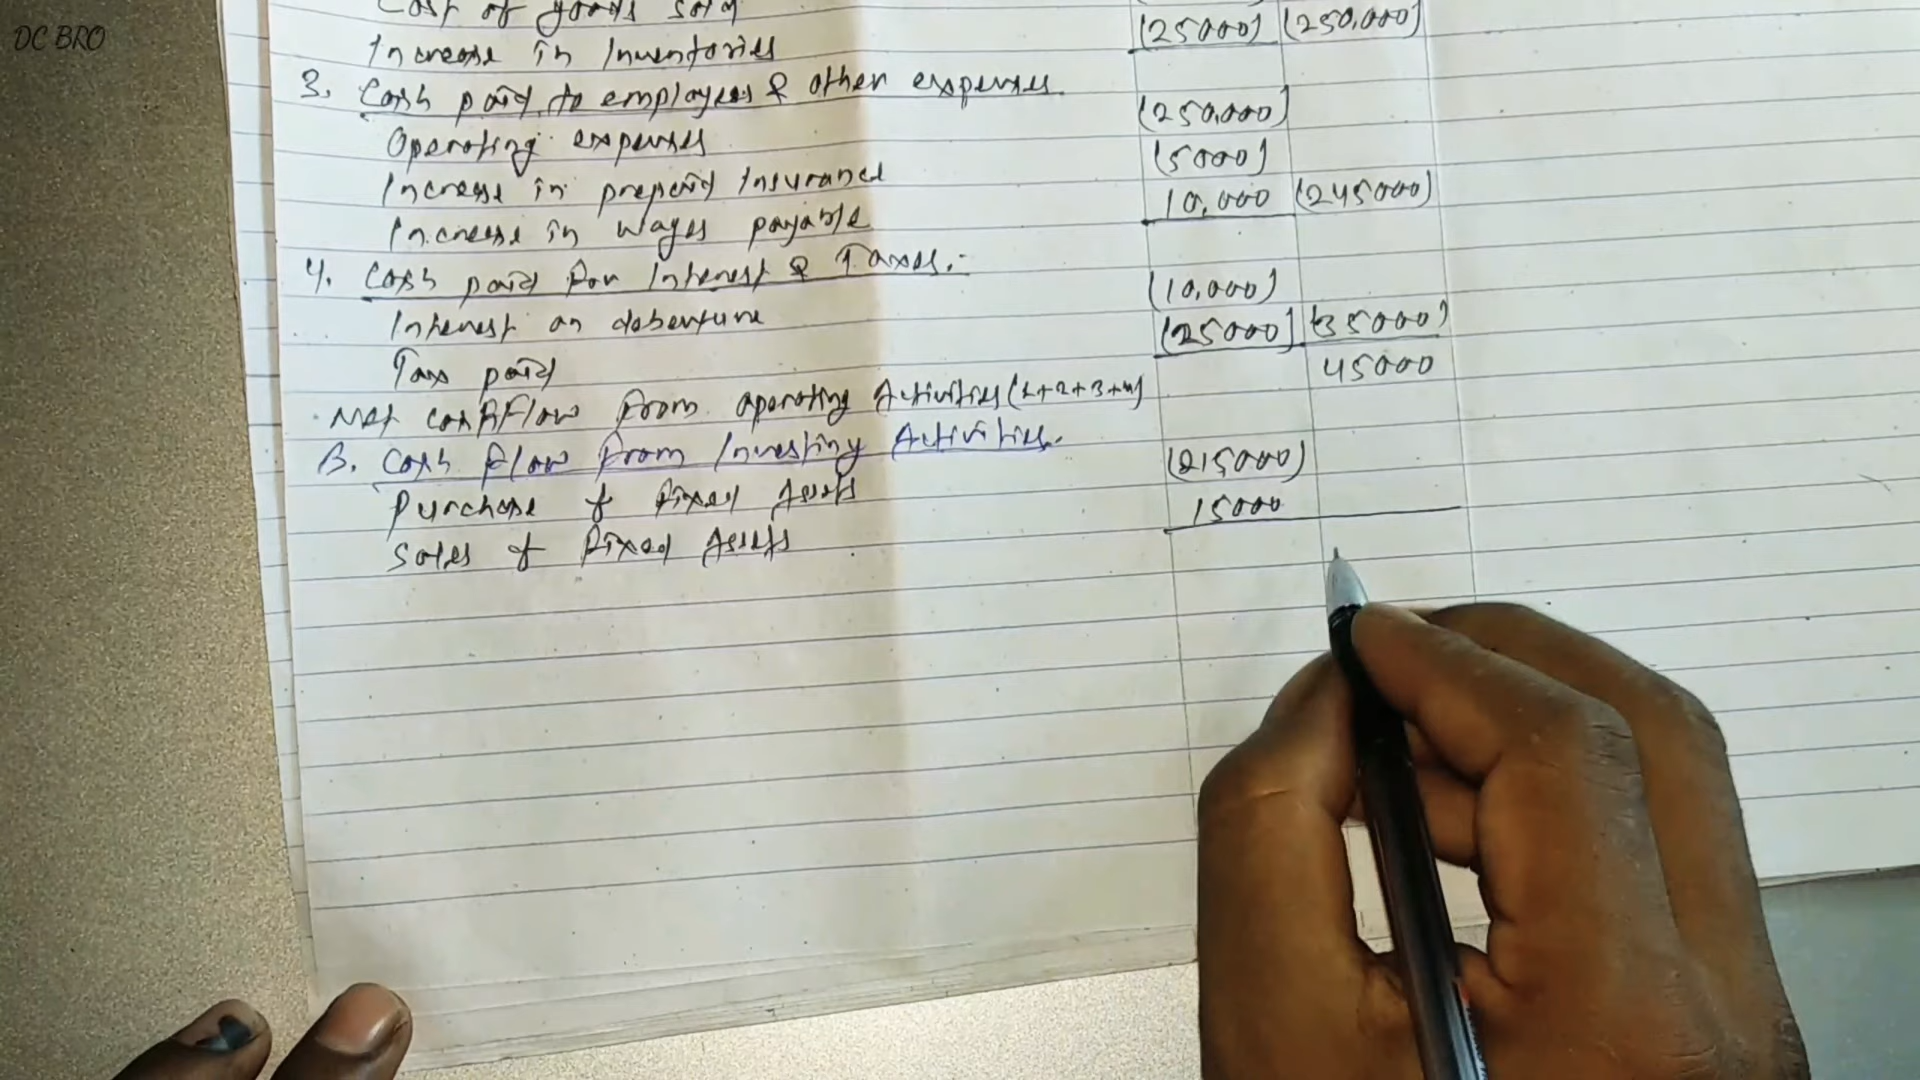 DC BRO
Cost of goods sold
Increase in Inventories (25000) (250,000)
3. Cash paid to employees & other expenses.
Operating expenses (250,000)
Increase in prepaid Insurance (5000)
Increase in wages payable 10,000 (245000)
4. Cash paid for Interest & Taxes.-
Interest on debenture (10,000)
Tax paid (25000) (35000)
Net cashflow from operating Activities (1+2+3+4) 45000
B. Cash flow from Investing Activities.
Purchase of Fixed Assets (215000)
Sales of Fixed Assets 15000